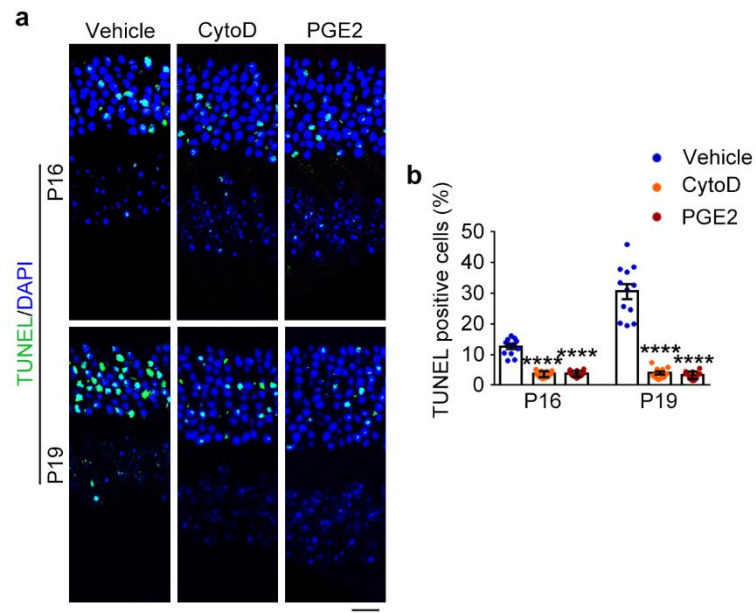 a
Vehicle CytoD PGE2
P16
P19
TUNEL/DAPI
b
Vehicle
CytoD
PGE2
TUNEL positive cells (%)
50
40
30
20
10
0
**** ****
**** ****
P16 P19